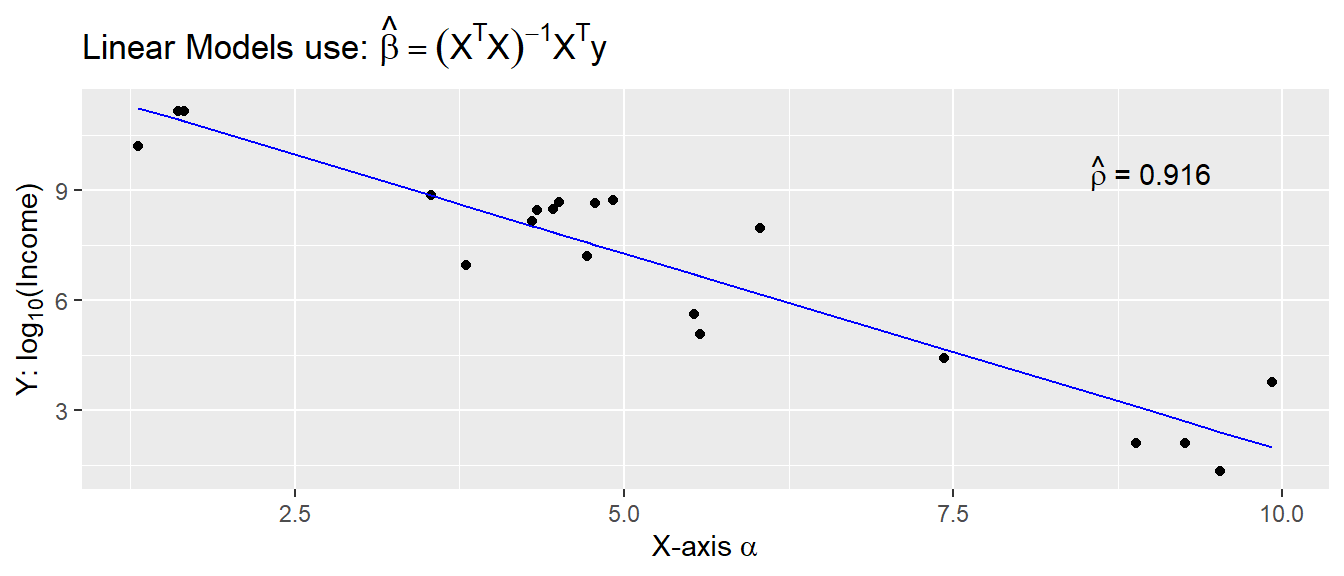 Linear Models use: β̂ = (XᵀX)⁻¹Xᵀy
ρ̂ = 0.916
9
6
3
Y: log₁₀(Income)
2.5 5.0 7.5 10.0
X-axis α